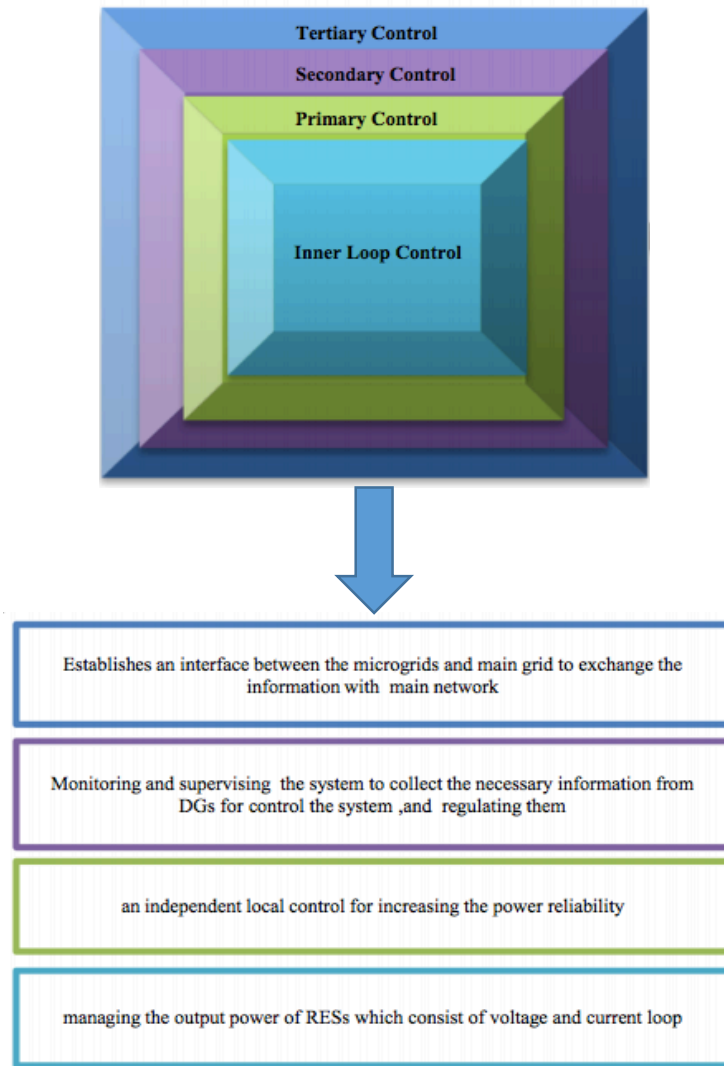 Tertiary Control
Secondary Control
Primary Control
Inner Loop Control
Establishes an interface between the microgrids and main grid to exchange the
information with main network
Monitoring and supervising the system to collect the necessary information from
DGs for control the system ,and regulating them
an independent local control for increasing the power reliability
managing the output power of RESs which consist of voltage and current loop